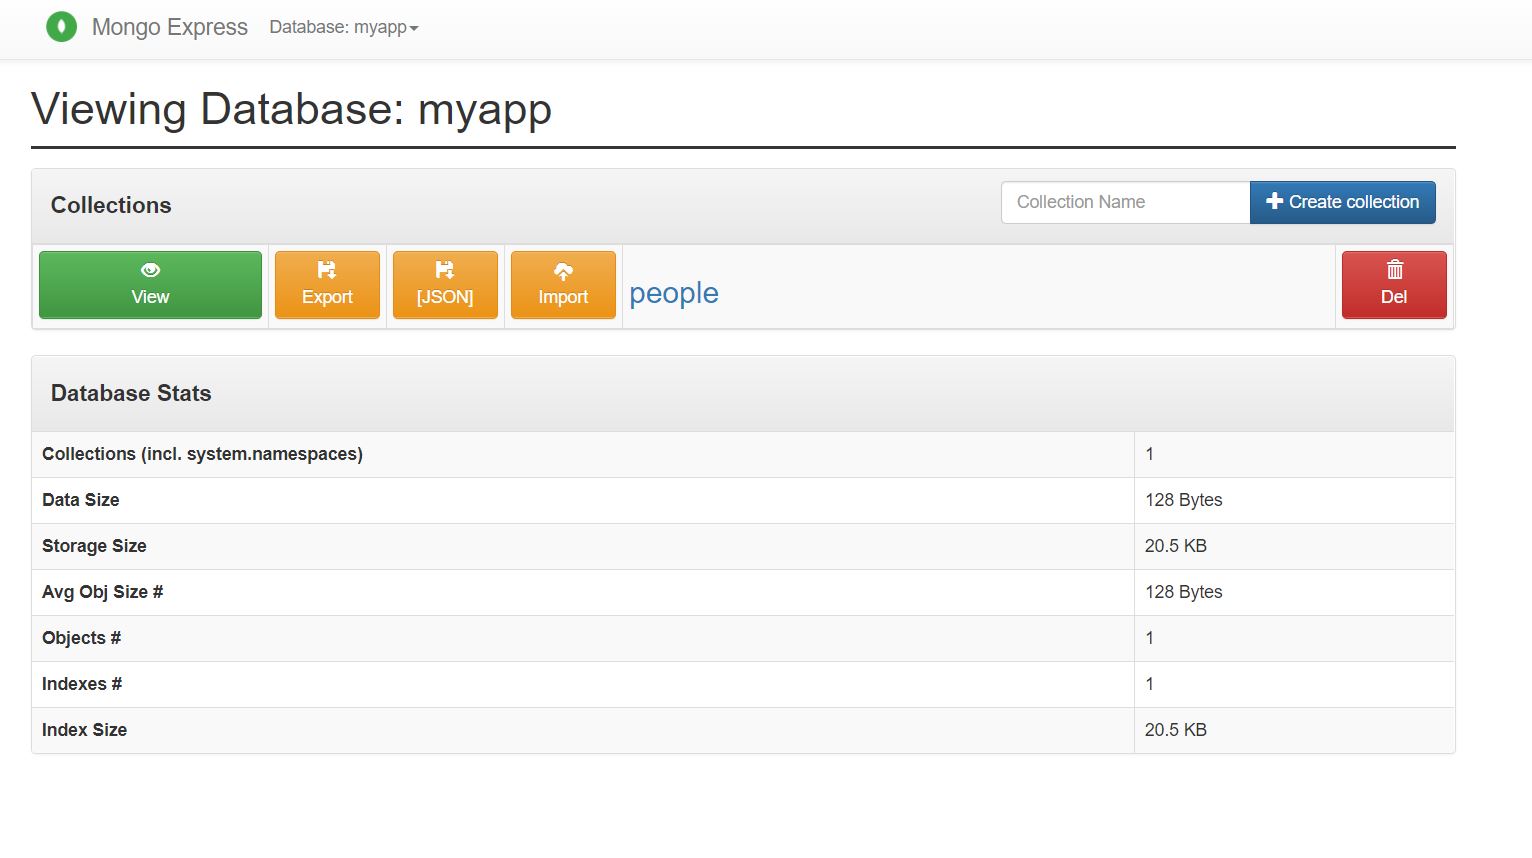 Mongo Express Database: myapp
Viewing Database: myapp
Collections
Collection Name
Create collection
View
Export
[JSON]
Import
people
Del
Database Stats
Collections (incl. system.namespaces) 1
Data Size 128 Bytes
Storage Size 20.5 KB
Avg Obj Size # 128 Bytes
Objects # 1
Indexes # 1
Index Size 20.5 KB